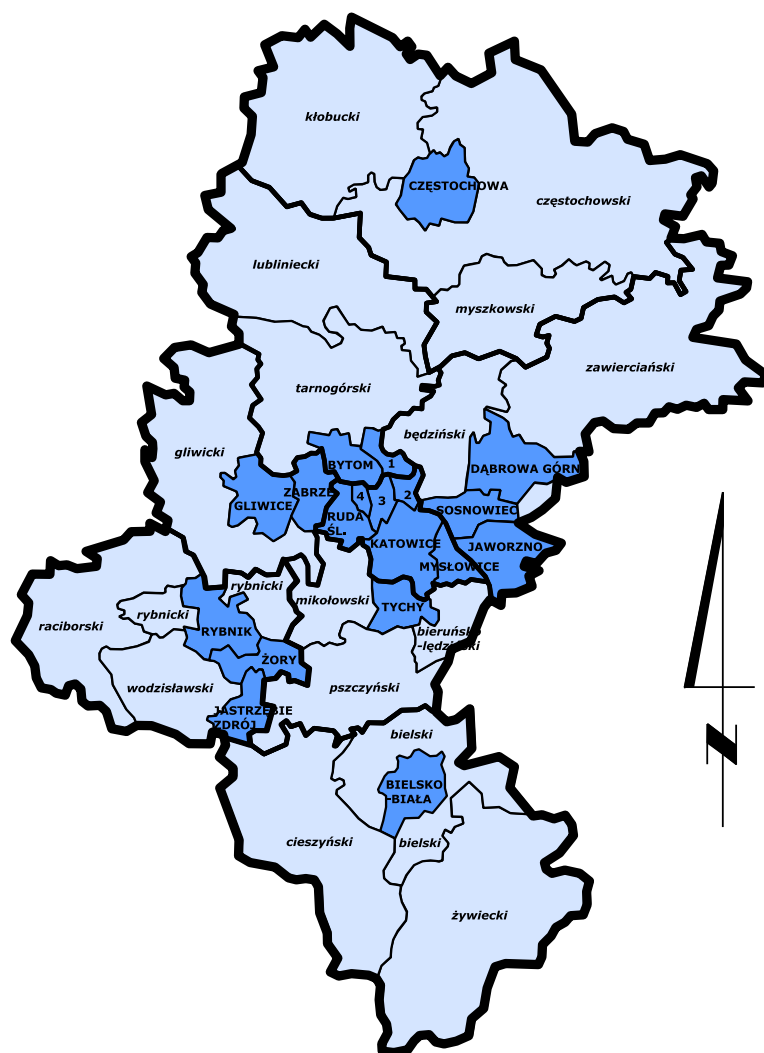 kłobucki
CZĘSTOCHOWA
częstochowski
lubliniecki
myszkowski
zawierciański
tarnogórski
będziński
gliwicki
BYTOM
1
DĄBROWA GÓRN
ZABRZE
4
3
2
GLIWICE
RUDA
ŚL.
SOSNOWIEC
KATOWICE
JAWORZNO
MYSŁOWICE
rybnicki
mikołowski
TYCHY
raciborski
rybnicki
RYBNIK
bieruńsko
-lędziński
ŻORY
wodzisławski
pszczyński
JASTRZĘBIE
ZDRÓJ
bielski
BIELSKO
-BIAŁA
cieszyński
bielski
żywiecki
N